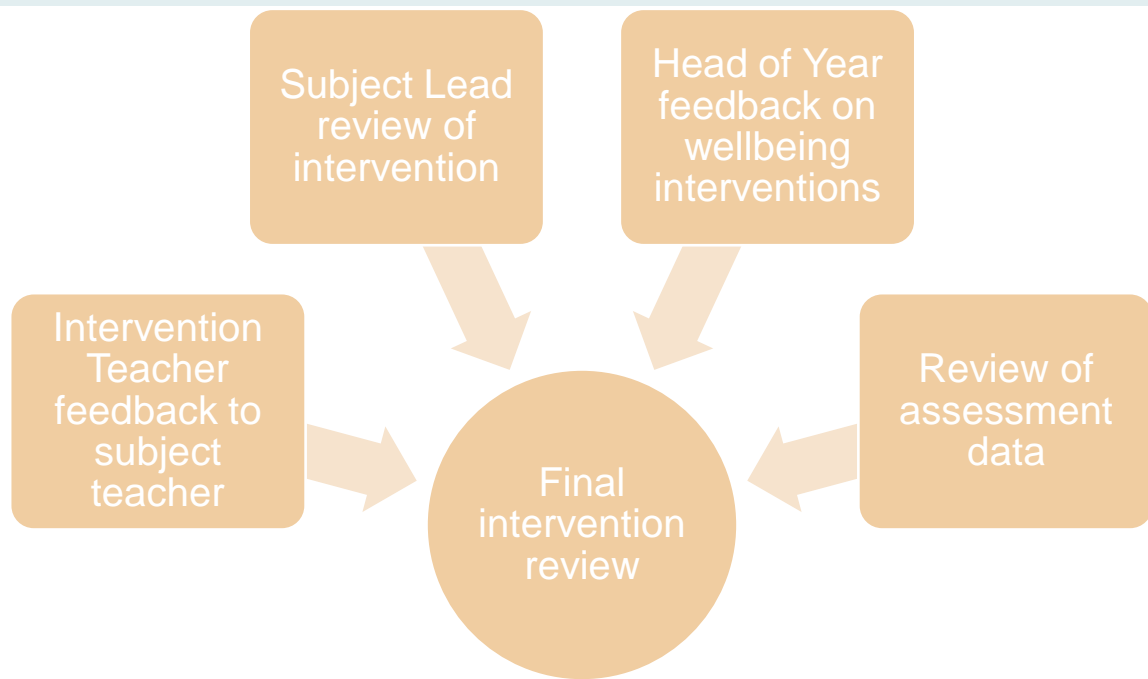 Subject Lead
review of
intervention
Head of Year
feedback on
wellbeing
interventions
Intervention
Teacher
feedback to
subject
teacher
Review of
assessment
data
Final
intervention
review